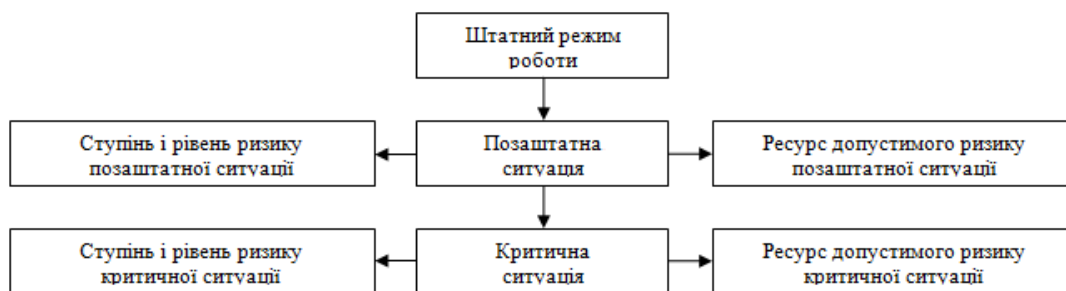 Штатний режим
роботи
Ступінь і рівень ризику
позаштатної ситуації
Позаштатна
ситуація
Ресурс допустимого ризику
позаштатної ситуації
Ступінь і рівень ризику
критичної ситуації
Критична
ситуація
Ресурс допустимого ризику
критичної ситуації